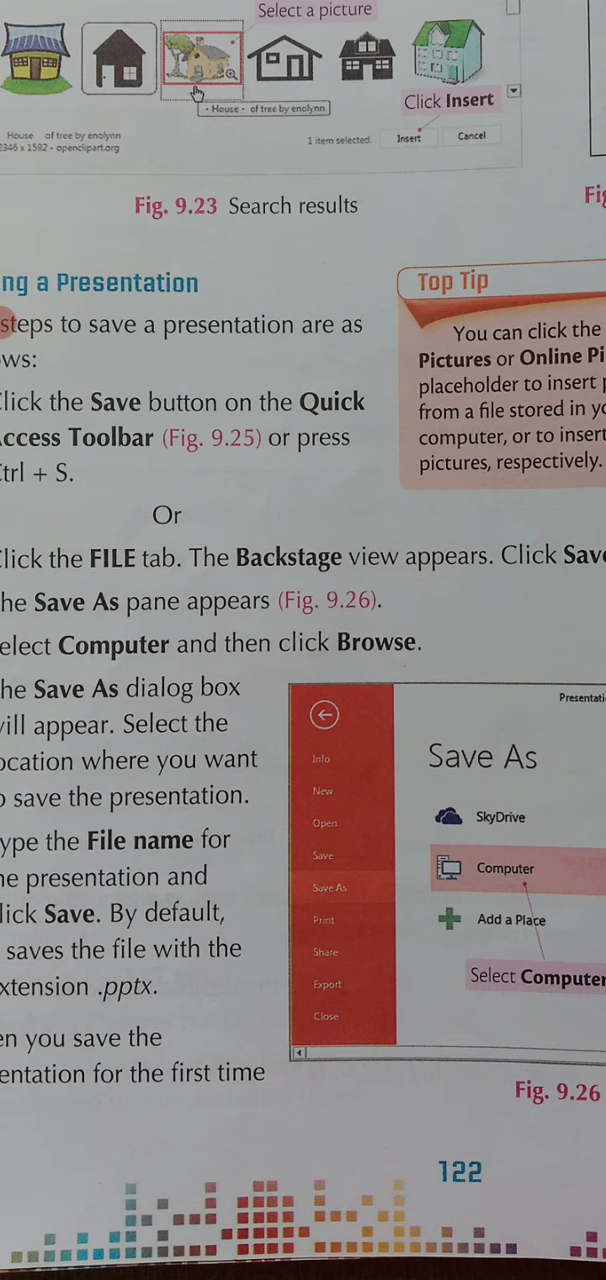 Select a picture
- House - of tree by enolynn
Click Insert
House of tree by enolynn
2346 x 1592 - openclipart.org
1 item selected.
Insert
Cancel
Fig. 9.23 Search results
Fig
ng a Presentation
steps to save a presentation are as
ows:
lick the Save button on the Quick
ccess Toolbar (Fig. 9.25) or press
trl + S.
Top Tip
You can click the
Pictures or Online Pi
placeholder to insert p
from a file stored in yo
computer, or to insert
pictures, respectively.
Or
Click the FILE tab. The Backstage view appears. Click Save
he Save As pane appears (Fig. 9.26).
elect Computer and then click Browse.
he Save As dialog box
will appear. Select the
ocation where you want
o save the presentation.
ype the File name for
he presentation and
lick Save. By default,
saves the file with the
xtension .pptx.
en you save the
entation for the first time
Presentati
Info
New
Open
Save
Save As
Print
Share
Export
Close
Save As
SkyDrive
Computer
Add a Place
Select Computer
Fig. 9.26
122